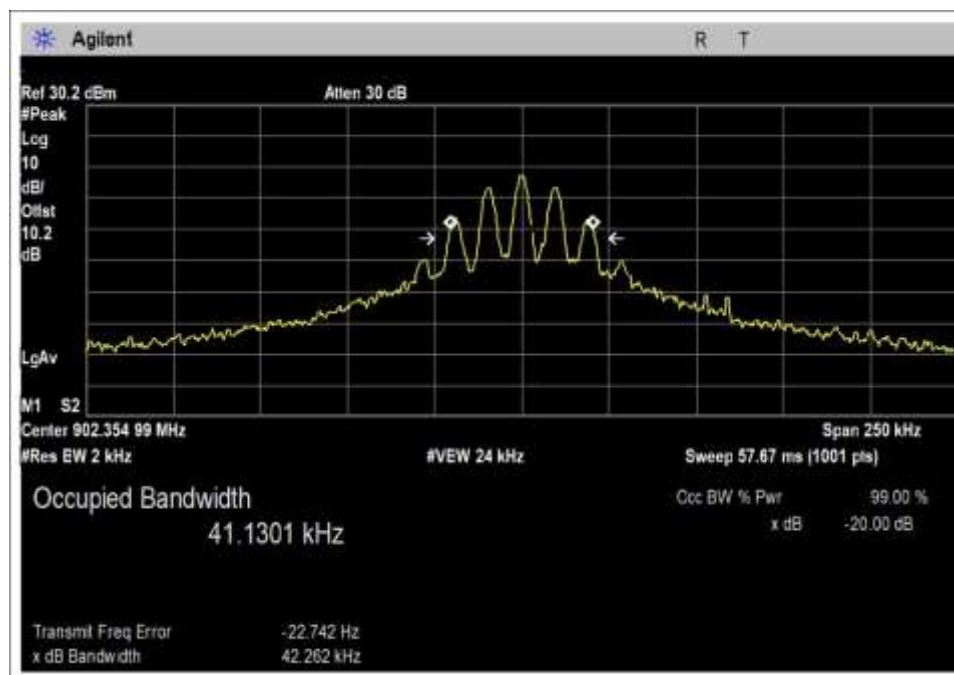 Agilent
R T
Ref 30.2 dBm Atten 30 dB
#Peak
Log
10
dB/
Offst
10.2
dB
LgAv
M1 S2
Center 902.354 99 MHz Span 250 kHz
#Res BW 2 kHz #VBW 24 kHz Sweep 57.67 ms (1001 pts)
Occupied Bandwidth Occ BW % Pwr 99.00 %
41.1301 kHz x dB -20.00 dB
Transmit Freq Error -22.742 Hz
x dB Bandwidth 42.262 kHz